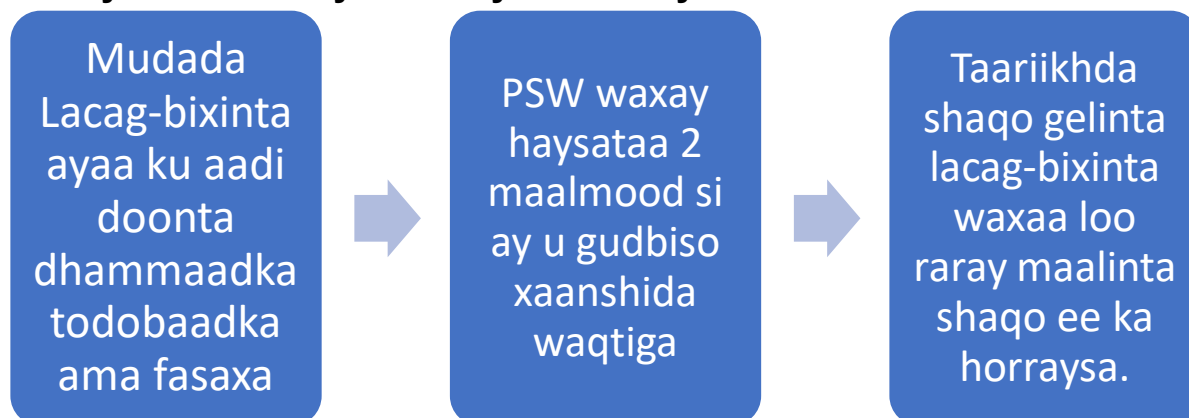 Mudada
Lacag-bixinta
ayaa ku aadi
doonta
dhammaadka
todobaadka
ama fasaxa
PSW waxay
haysataa 2
maalmood si
ay u gudbiso
xaanshida
waqtiga
Taariikhda
shaqo gelinta
lacag-bixinta
waxaa loo
raray maalinta
shaqo ee ka
horraysa.